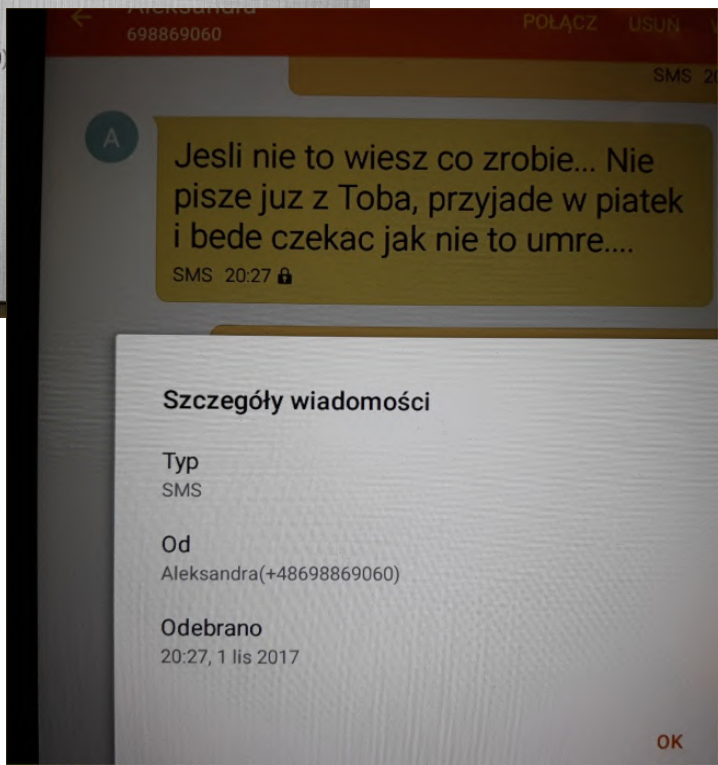 Aleksandra
698869060
POŁĄCZ USUŃ
SMS 20
A
Jesli nie to wiesz co zrobie... Nie
pisze juz z Toba, przyjade w piatek
i bede czekac jak nie to umre....
SMS 20:27
Szczegóły wiadomości
Typ
SMS
Od
Aleksandra(+48698869060)
Odebrano
20:27, 1 lis 2017
OK